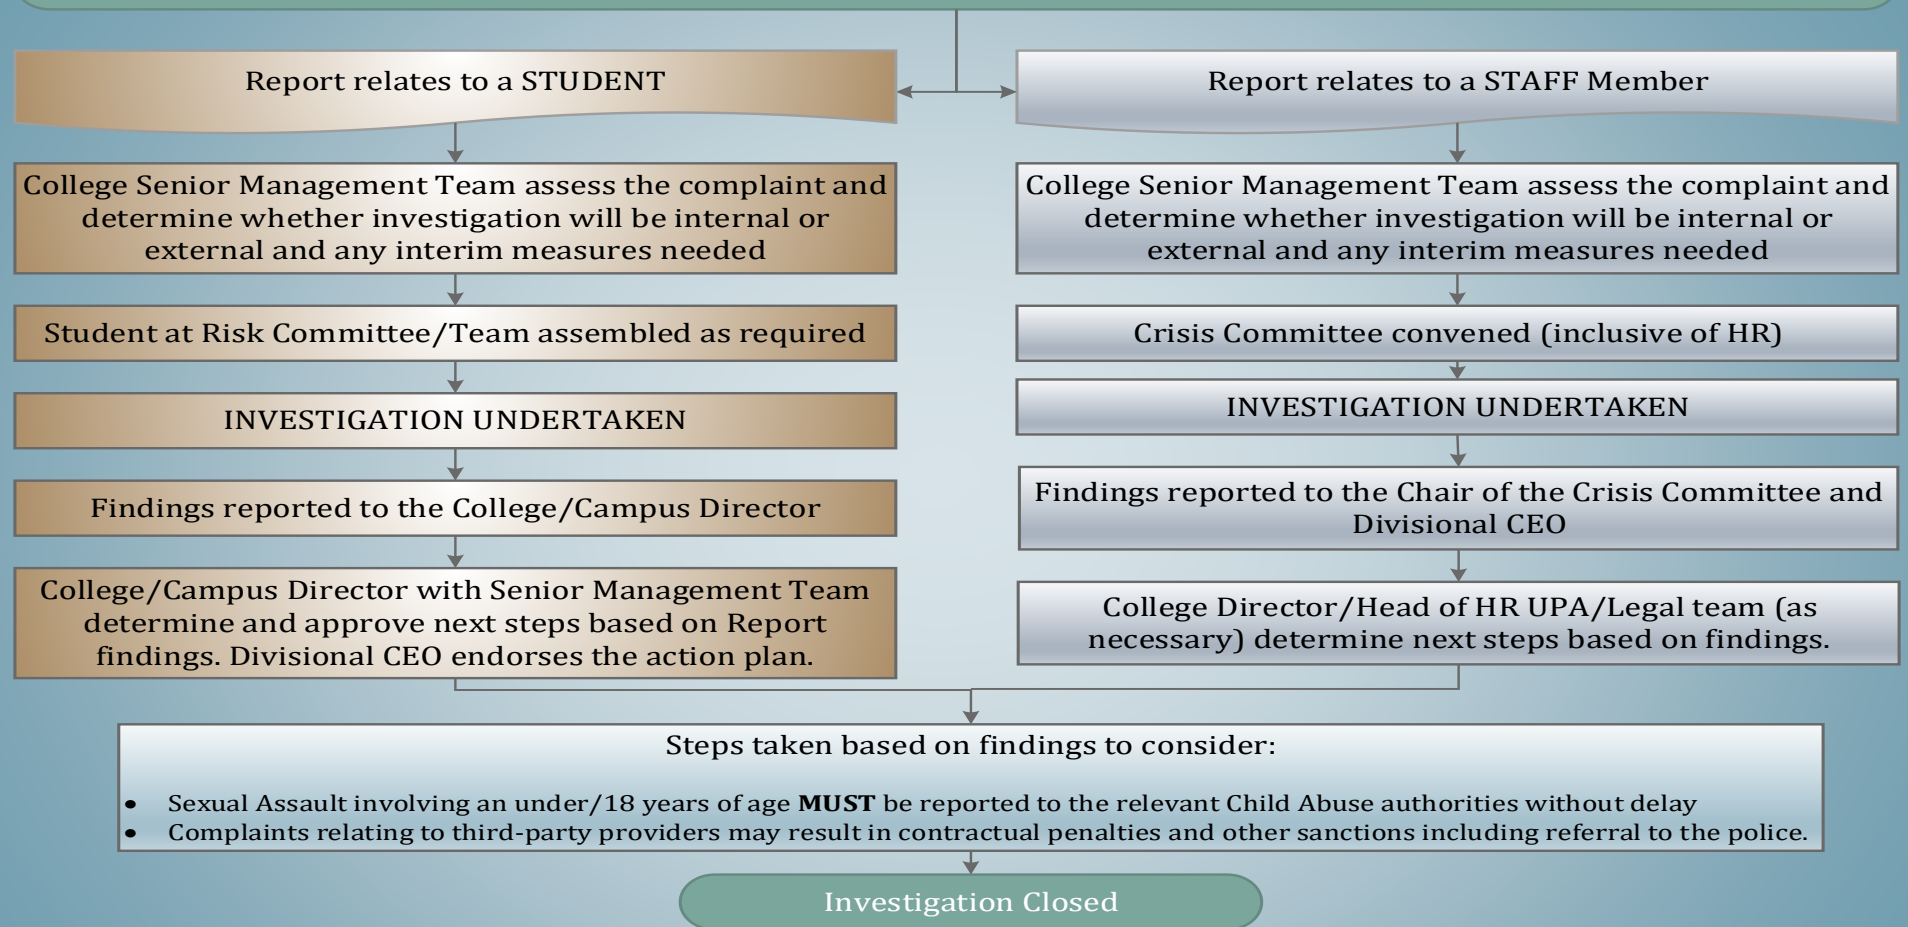 Report relates to a STUDENT
College Senior Management Team assess the complaint and
determine whether investigation will be internal or
external and any interim measures needed
Student at Risk Committee/Team assembled as required
INVESTIGATION UNDERTAKEN
Findings reported to the College/Campus Director
College/Campus Director with Senior Management Team
determine and approve next steps based on Report
findings. Divisional CEO endorses the action plan.
Report relates to a STAFF Member
College Senior Management Team assess the complaint and
determine whether investigation will be internal or
external and any interim measures needed
Crisis Committee convened (inclusive of HR)
INVESTIGATION UNDERTAKEN
Findings reported to the Chair of the Crisis Committee and
Divisional CEO
College Director/Head of HR UPA/Legal team (as
necessary) determine next steps based on findings.
Steps taken based on findings to consider:
• Sexual Assault involving an under/18 years of age MUST be reported to the relevant Child Abuse authorities without delay
• Complaints relating to third-party providers may result in contractual penalties and other sanctions including referral to the police.
Investigation Closed